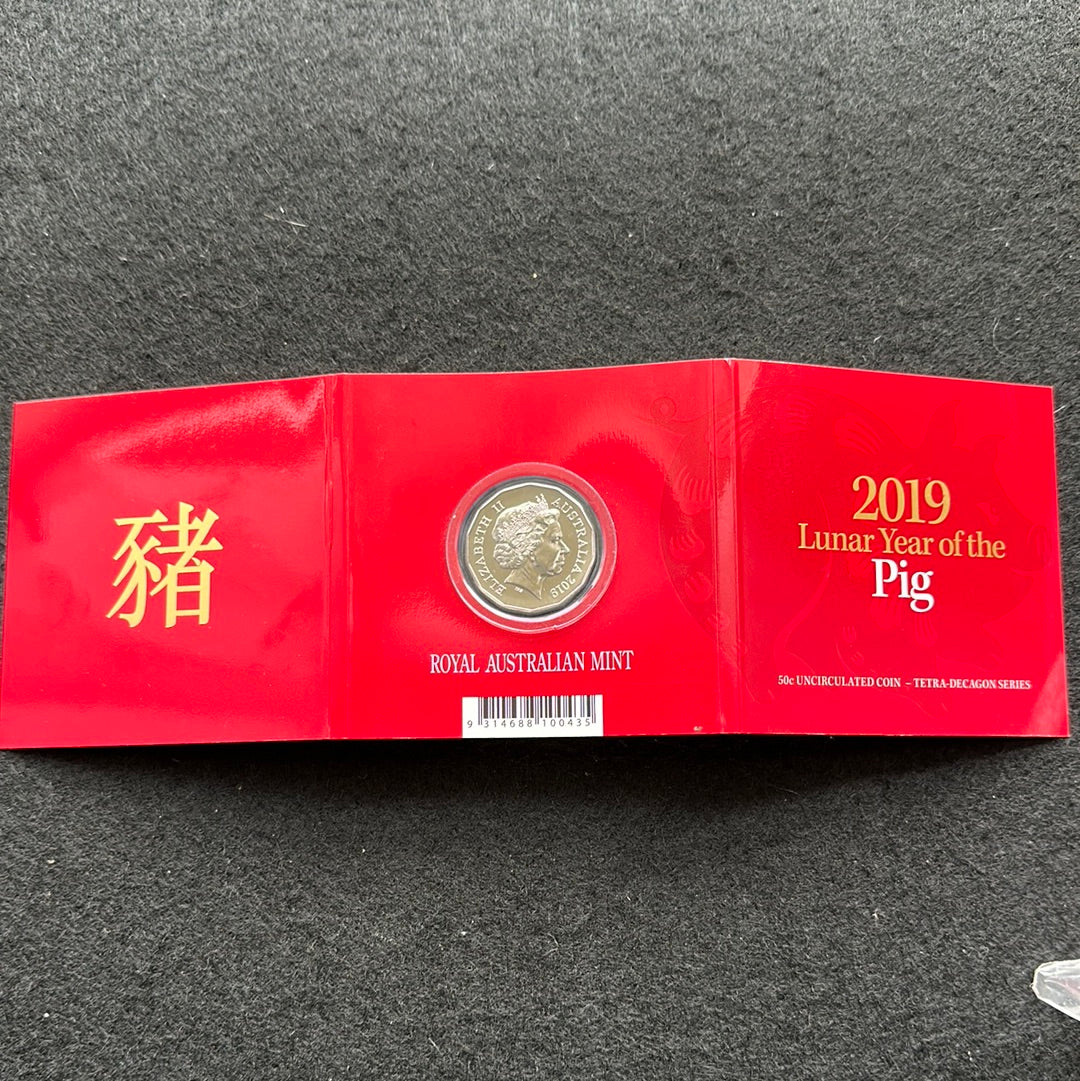 豬
ELIZABETH II
AUSTRALIA 2019
ROYAL AUSTRALIAN MINT
9 314688 100435
2019
Lunar Year of the
Pig
50c UNCIRCULATED COIN – TETRA-DECAGON SERIES